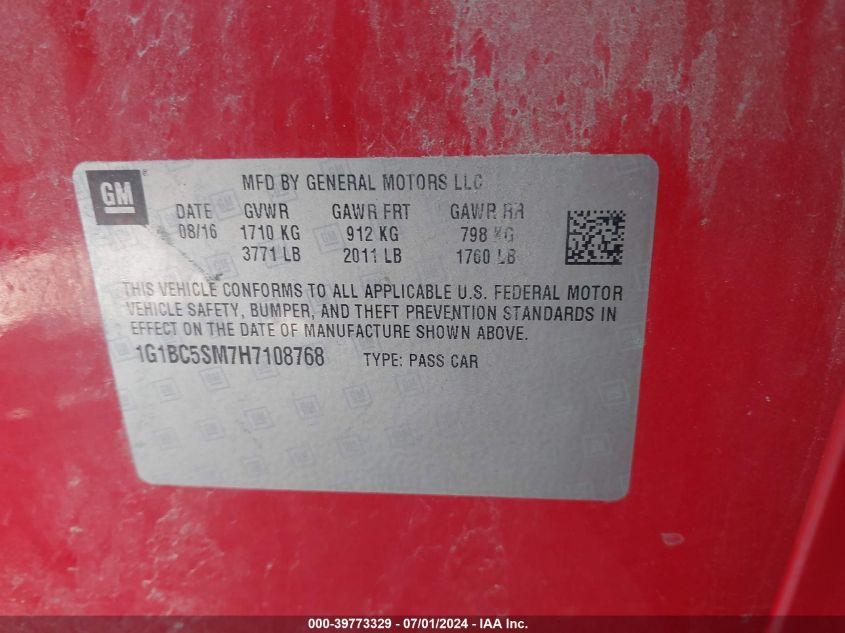 GM
MFD BY GENERAL MOTORS LLC
DATE GVWR GAWR FRT GAWR RR
08/16 1710 KG 912 KG 798 KG
3771 LB 2011 LB 1760 LB
THIS VEHICLE CONFORMS TO ALL APPLICABLE U.S. FEDERAL MOTOR
VEHICLE SAFETY, BUMPER, AND THEFT PREVENTION STANDARDS IN
EFFECT ON THE DATE OF MANUFACTURE SHOWN ABOVE.
1G1BC5SM7H7108768 TYPE: PASS CAR
000-39773329 - 07/01/2024 - IAA Inc.